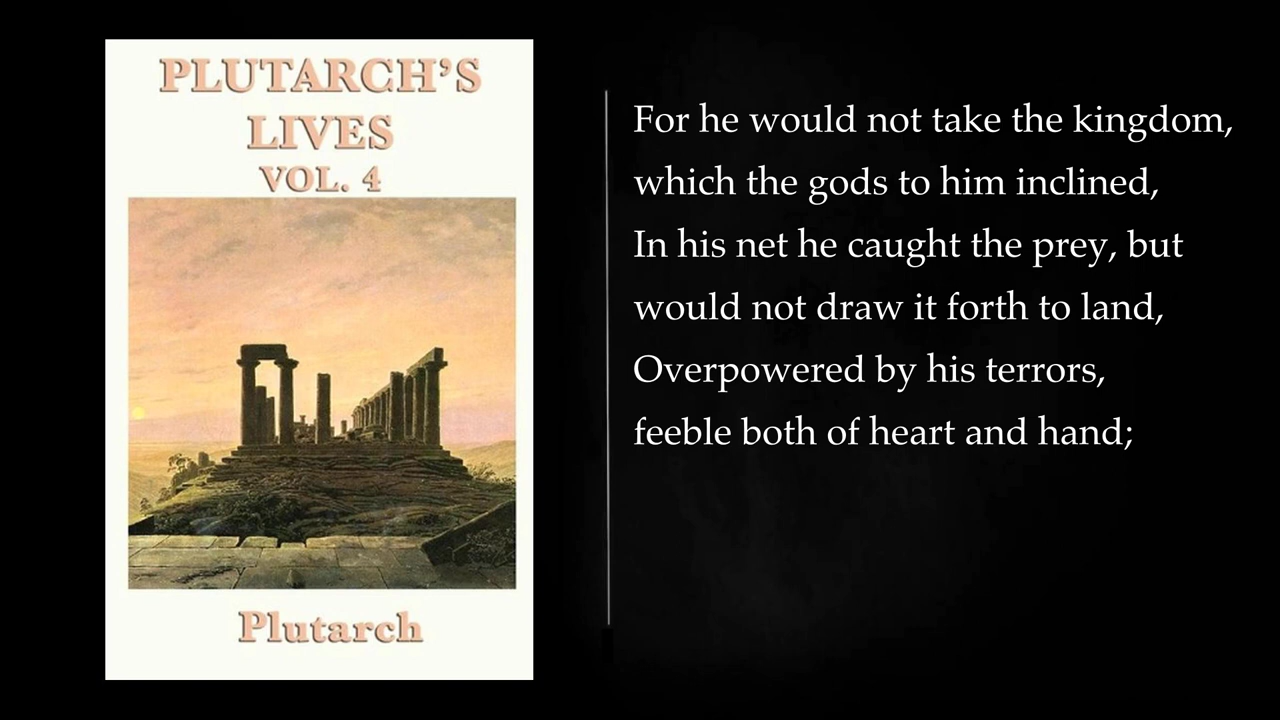 PLUTARCH'S
LIVES
VOL. 4
Plutarch
For he would not take the kingdom,
which the gods to him inclined,
In his net he caught the prey, but
would not draw it forth to land,
Overpowered by his terrors,
feeble both of heart and hand;